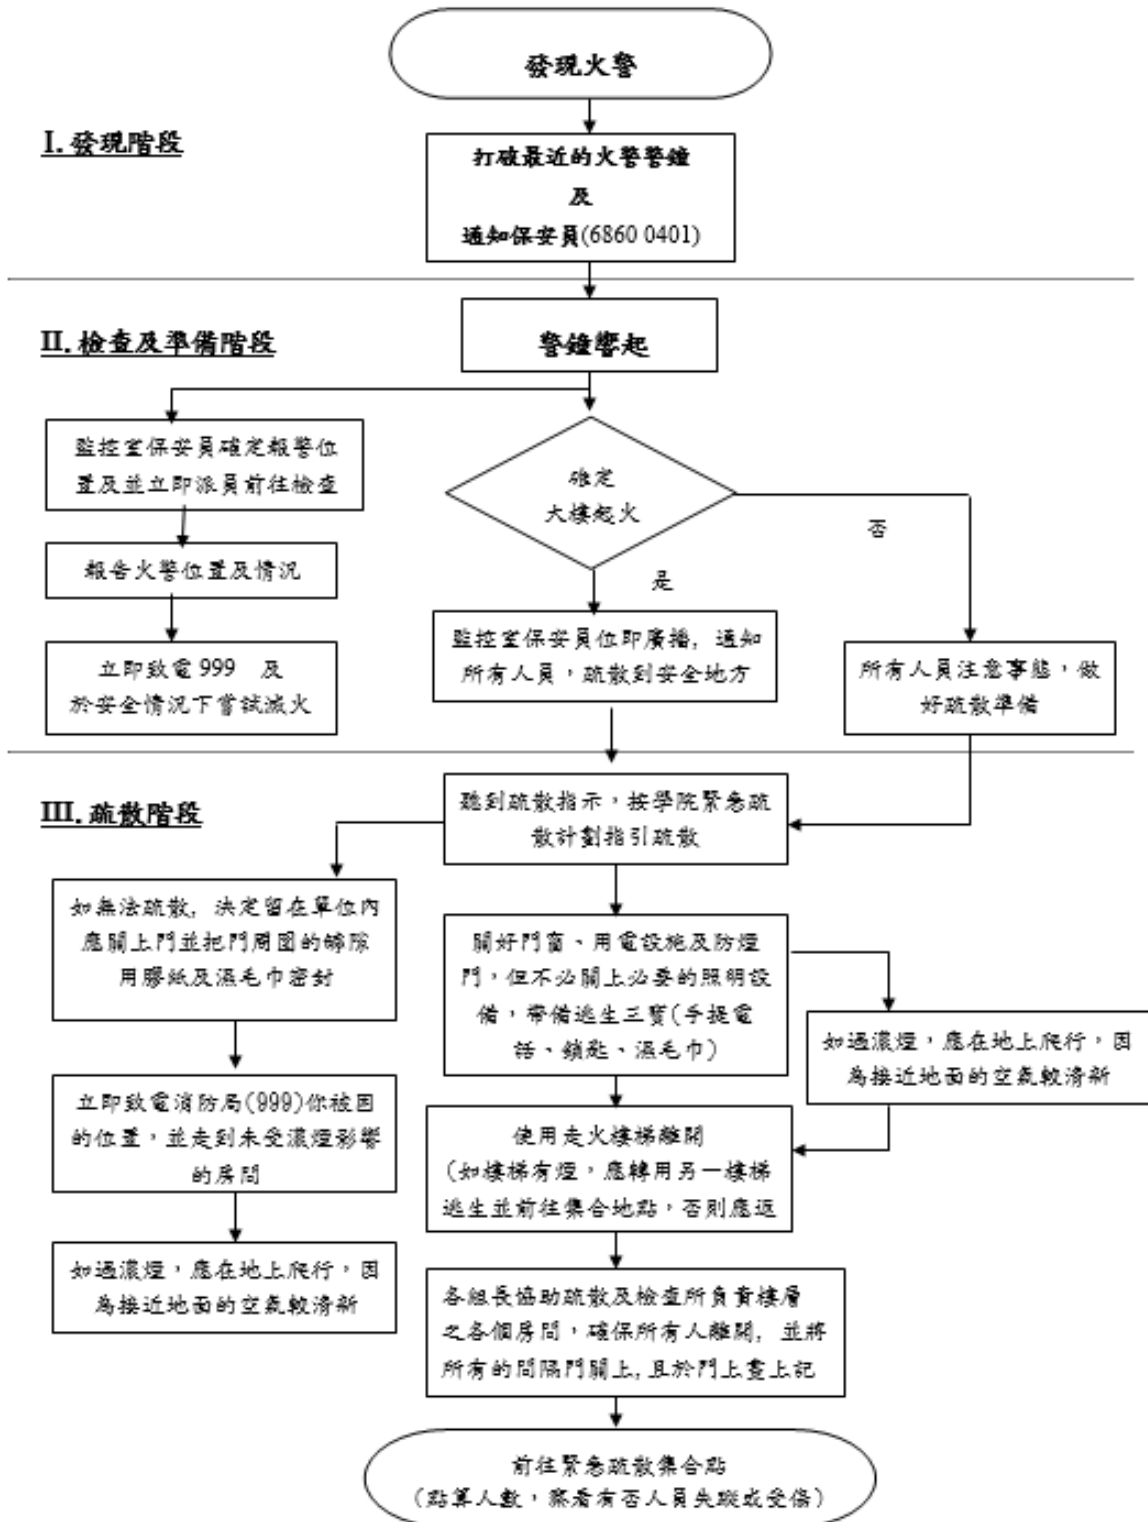 發現火警
I. 發現階段
打破最近的火警警鐘
及
通知保安員(6860 0401)
II. 檢查及準備階段
警鐘響起
監控室保安員確定報警位
置及並立即派員前往檢查
確定
大樓起火
否
報告火警位置及情況
是
立即致電 999 及
於安全情況下嘗試滅火
監控室保安員位即廣播, 通知
所有人員，疏散到安全地方
所有人員注意事態，做
好疏散準備
III. 疏散階段
聽到疏散指示，按學院緊急疏
散計劃指引疏散
如無法疏散, 決定留在單位內
應關上門並把門周圍的罅隙
用膠紙及濕毛巾密封
關好門窗、用電設施及防煙
門，但不必關上必要的照明設
備，帶備逃生三寶(手提電
話、鎖匙、濕毛巾)
如過濃煙，應在地上爬行，因
為接近地面的空氣較清新
立即致電消防局(999)你被困
的位置，並走到未受濃煙影響
的房間
使用走火樓梯離開
(如樓梯有煙，應轉用另一樓梯
逃生並前往集合地點，否則應返
如過濃煙，應在地上爬行，因
為接近地面的空氣較清新
各組長協助疏散及檢查所負責樓層
之各個房間，確保所有人離開, 並將
所有的間隔門關上, 且於門上畫上記
前往緊急疏散集合點
(點算人數，察看有否人員失蹤或受傷)